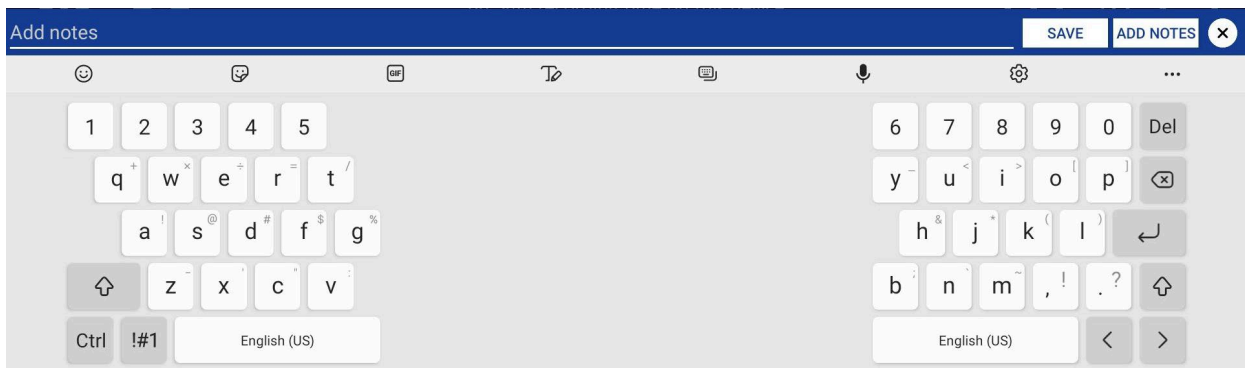 Add notes SAVE ADD NOTES
GIF
1 2 3 4 5 6 7 8 9 0 Del
q + w × e ÷ r = t / y _ u < i > o [ p ]
a ! s @ d # f $ g % h & j * k ( l )
z - x ' c " v : b ; n ` m ~ , ! . ?
Ctrl !#1 English (US) English (US) < >